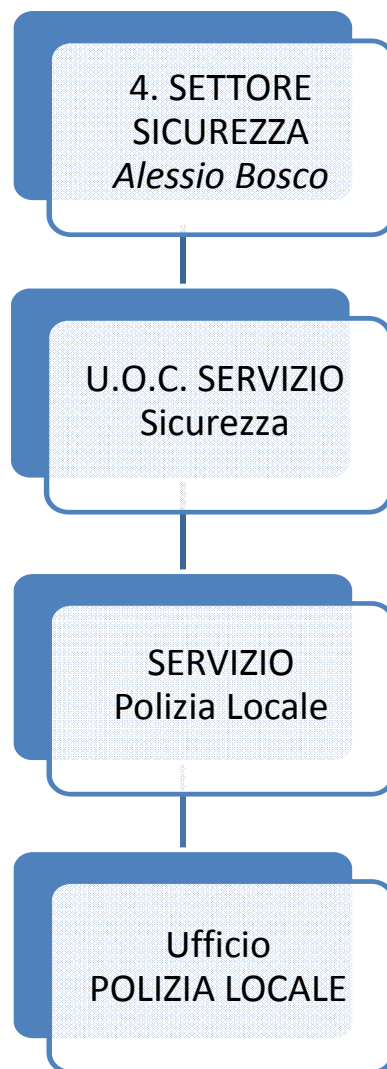 4. SETTORE
SICUREZZA
Alessio Bosco
U.O.C. SERVIZIO
Sicurezza
SERVIZIO
Polizia Locale
Ufficio
POLIZIA LOCALE